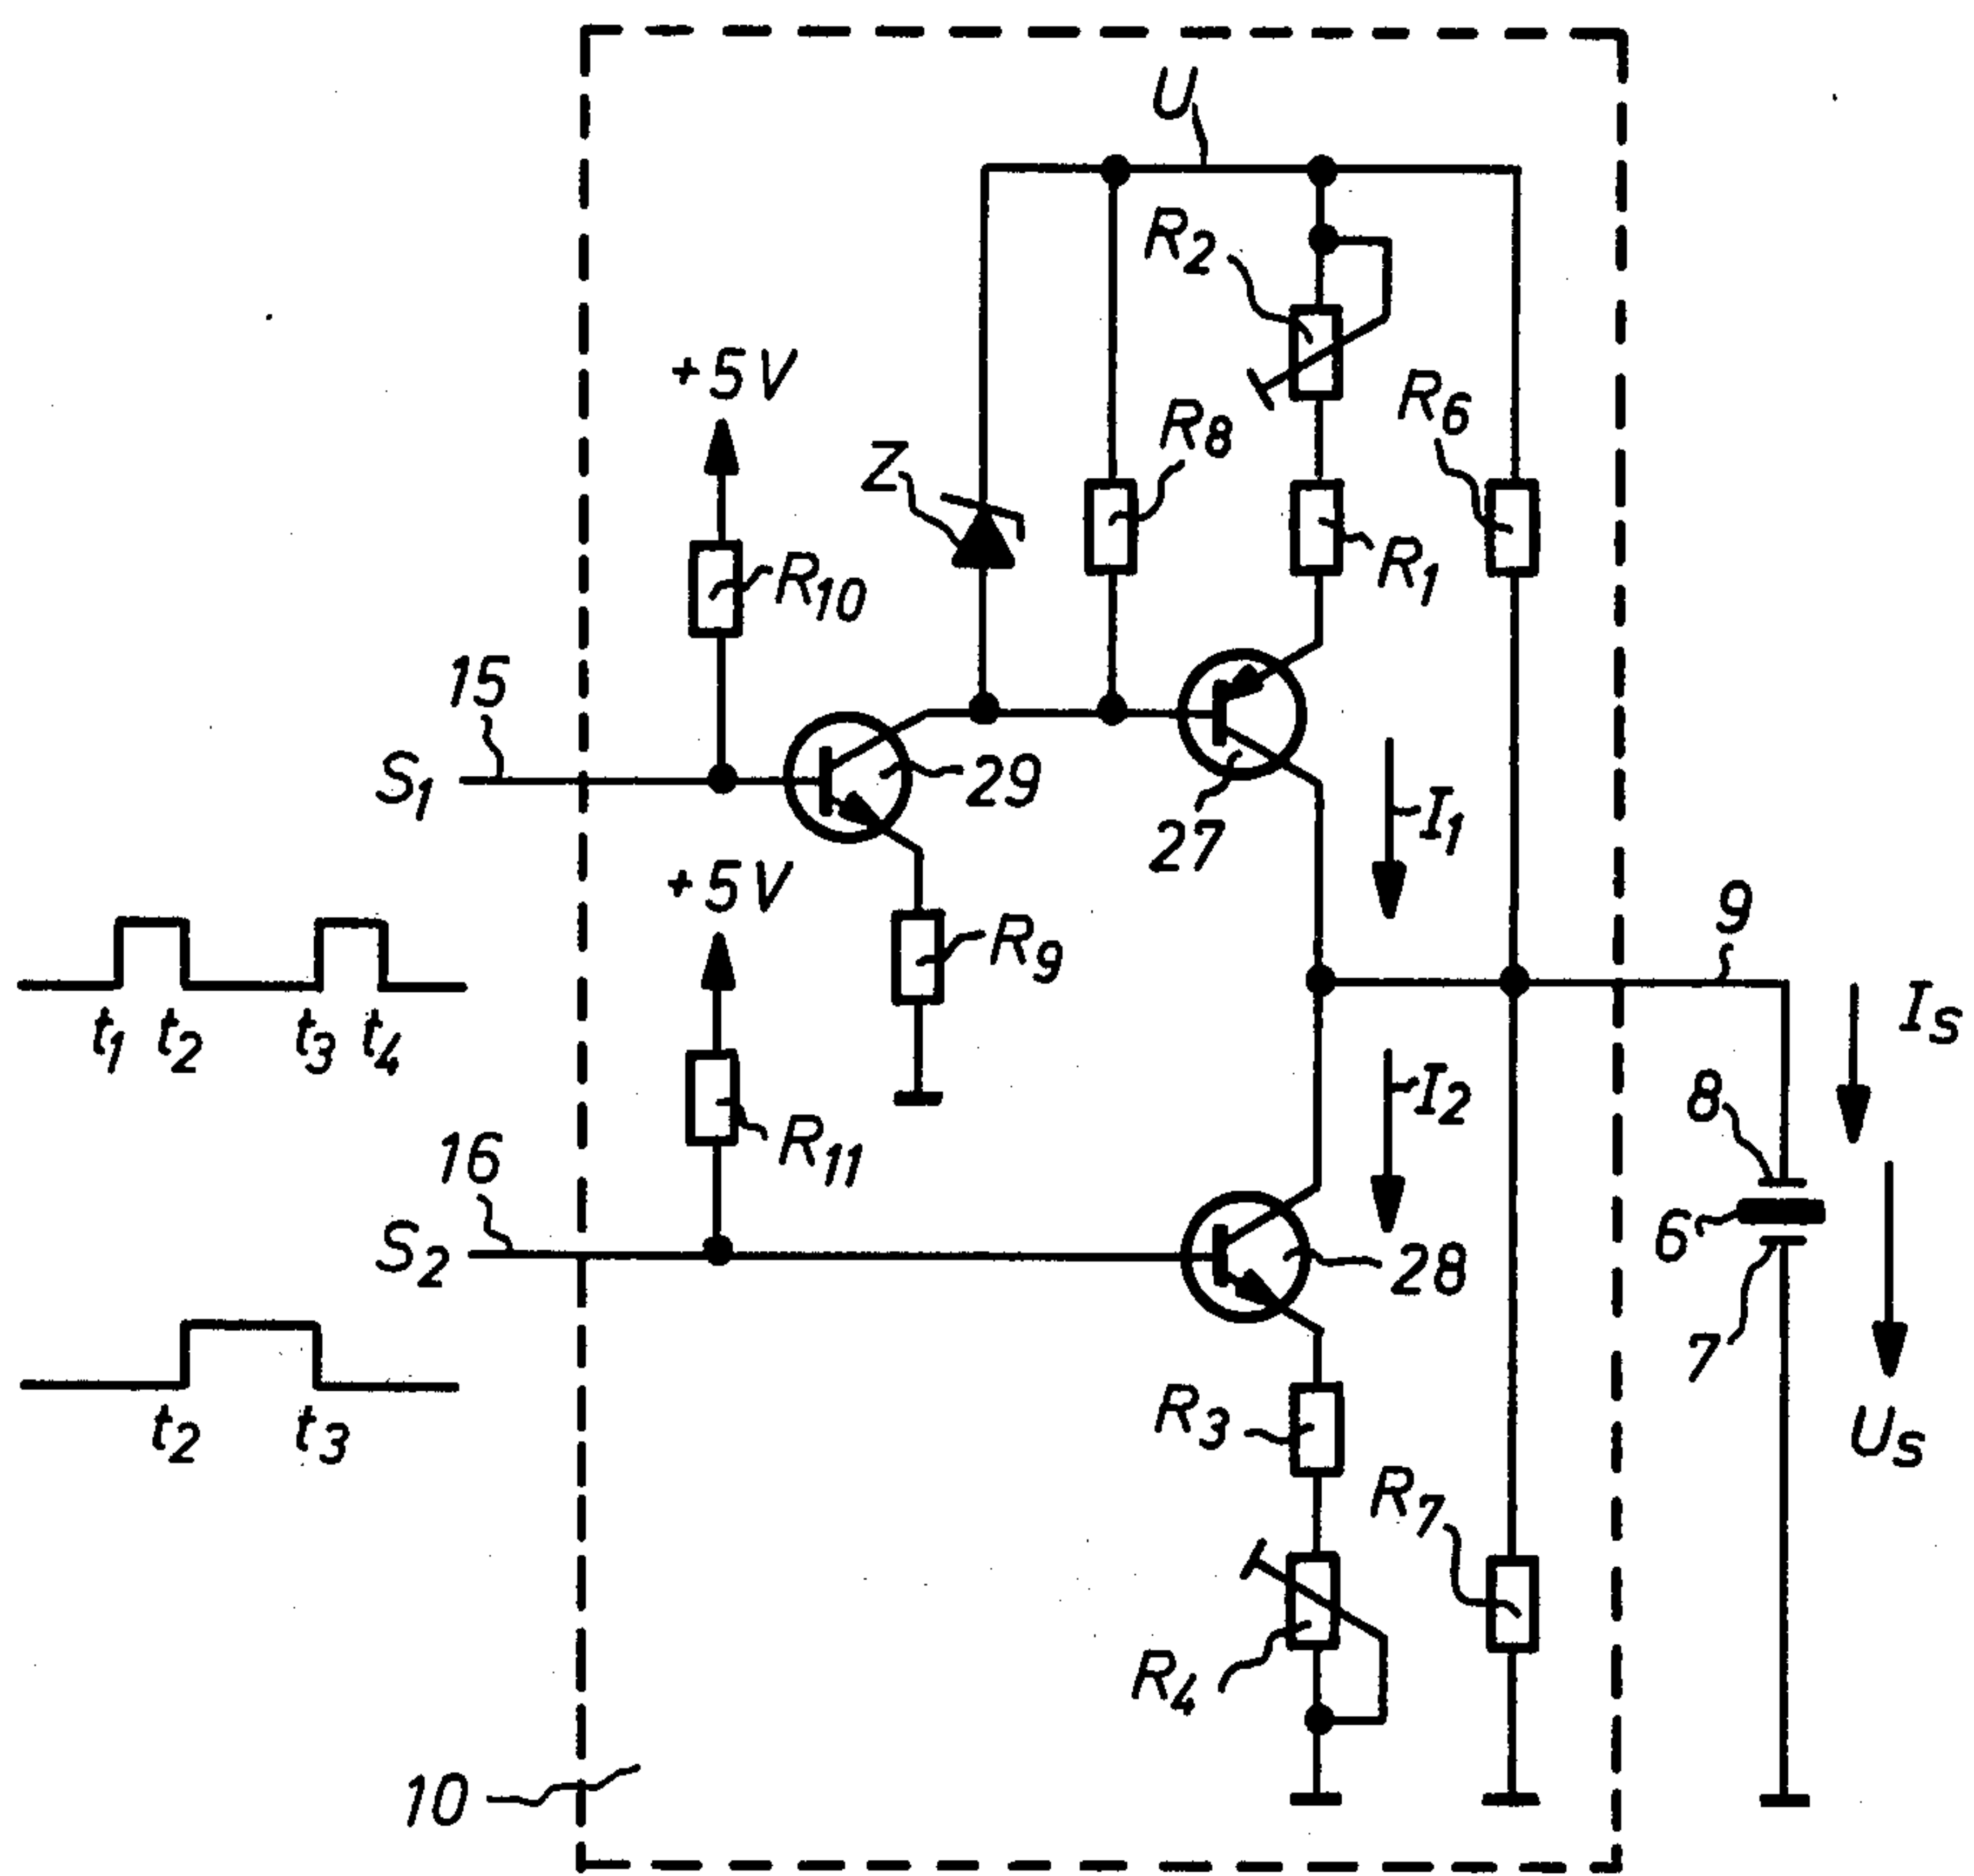 U
R2
+5V
R6
Z
R8
R10
R1
15
S1
29
27
I1
+5V
9
R9
IS
t1 t2 t3 t4
8
I2
R11
16
6
S2
28
7
R3
US
t2 t3
R7
R4
10